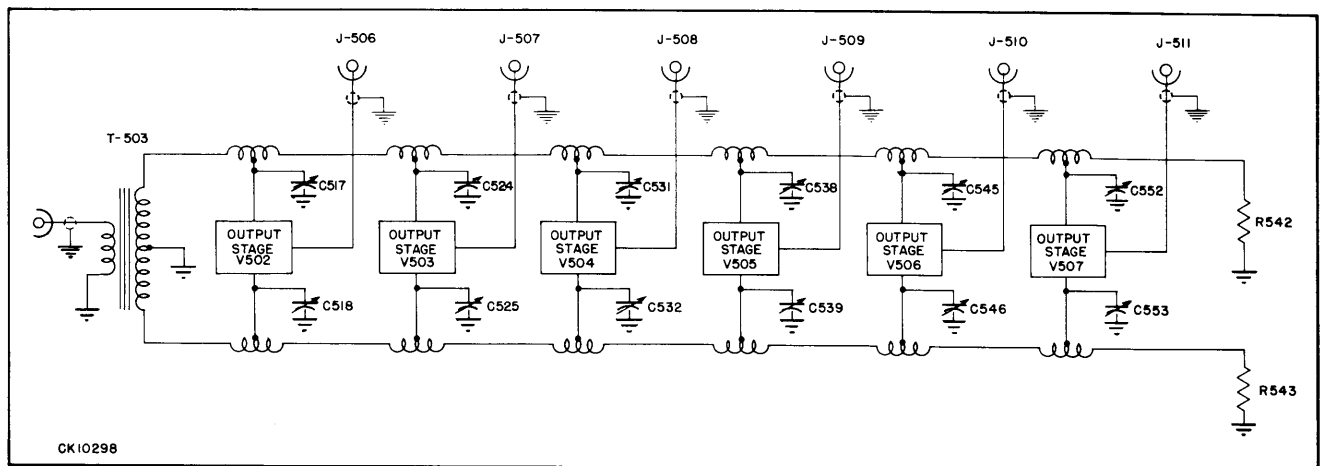 J-506
J-507
J-508
J-509
J-510
J-511
T-503
C517
C524
C531
C538
C545
C552
R542
OUTPUT
STAGE
V502
OUTPUT
STAGE
V503
OUTPUT
STAGE
V504
OUTPUT
STAGE
V505
OUTPUT
STAGE
V506
OUTPUT
STAGE
V507
C518
C525
C532
C539
C546
C553
R543
CK10298